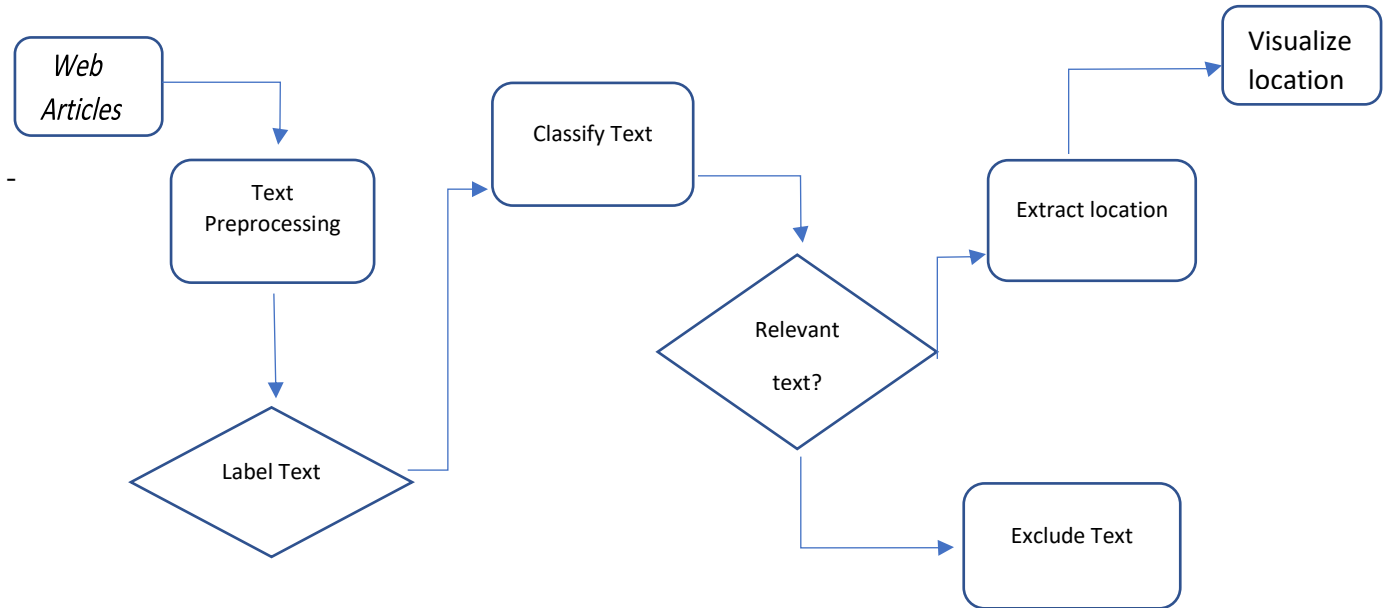 Web
Articles
-
Text
Preprocessing
Label Text
Classify Text
Relevant
text?
Exclude Text
Extract location
Visualize
location